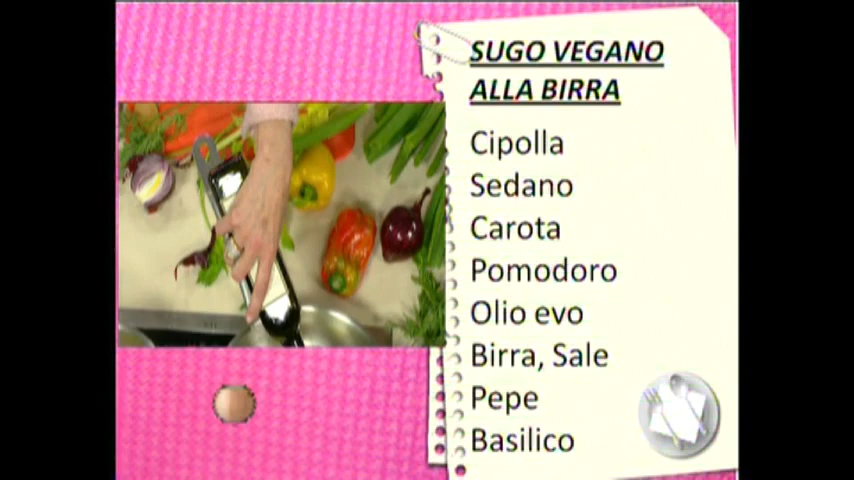 SUGO VEGANO
ALLA BIRRA
Cipolla
Sedano
Carota
Pomodoro
Olio evo
Birra, Sale
Pepe
Basilico